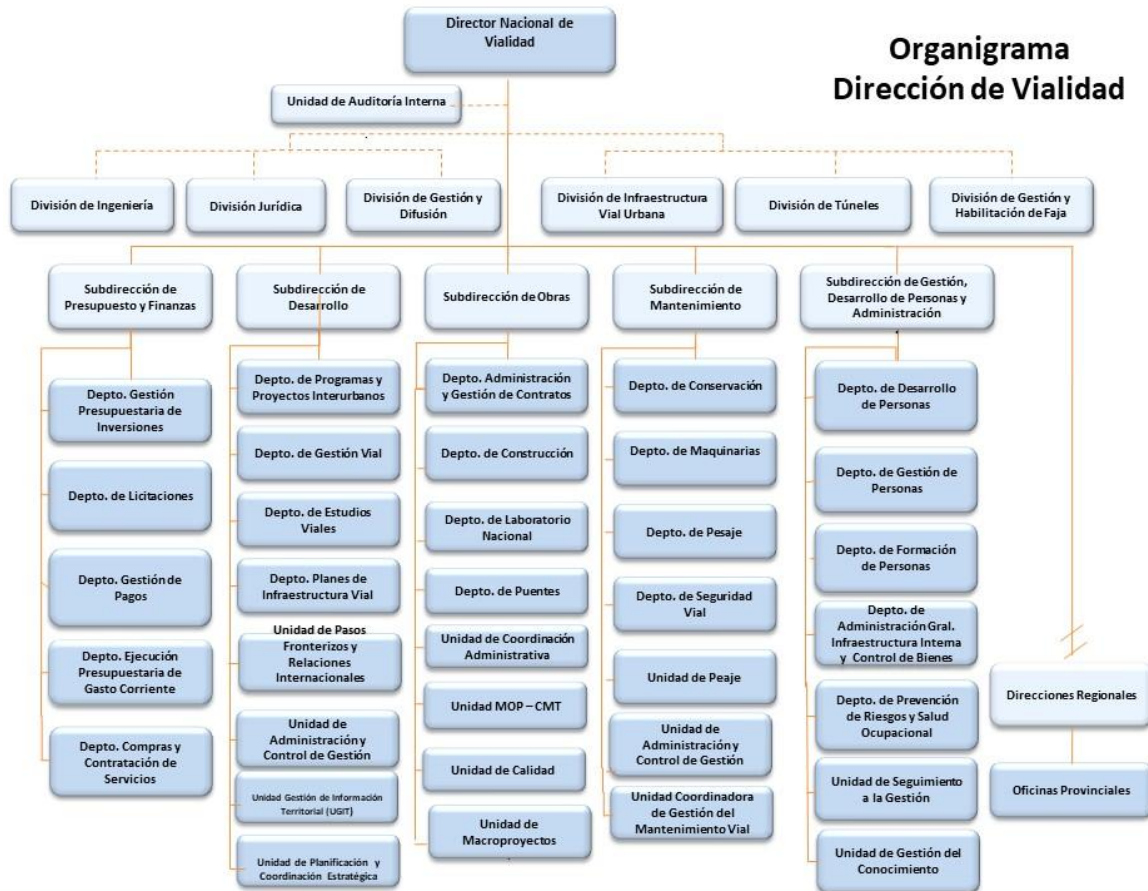 Director Nacional de
Vialidad
Organigrama
Dirección de Vialidad
Unidad de Auditoría Interna
División de Ingeniería
División Jurídica
División de Gestión y
Difusión
División de Infraestructura
Vial Urbana
División de Túneles
División de Gestión y
Habilitación de Faja
Subdirección de
Presupuesto y Finanzas
Subdirección de
Desarrollo
Subdirección de Obras
Subdirección de
Mantenimiento
Subdirección de Gestión,
Desarrollo de Personas y
Administración
Depto. Gestión
Presupuestaria de
Inversiones
Depto. de Licitaciones
Depto. Gestión de
Pagos
Depto. Ejecución
Presupuestaria de
Gasto Corriente
Depto. Compras y
Contratación de
Servicios
Depto. de Programas y
Proyectos Interurbanos
Depto. de Gestión Vial
Depto. de Estudios
Viales
Depto. Planes de
Infraestructura Vial
Unidad de Pasos
Fronterizos y
Relaciones
Internacionales
Unidad de
Administración y
Control de Gestión
Unidad Gestión de Información
Territorial (UGIT)
Unidad de Planificación y
Coordinación Estratégica
Depto. Administración
y Gestión de Contratos
Depto. de Construcción
Depto. de Laboratorio
Nacional
Depto. de Puentes
Unidad de Coordinación
Administrativa
Unidad MOP – CMT
Unidad de Calidad
Unidad de
Macroproyectos
Depto. de Conservación
Depto. de Maquinarias
Depto. de Pesaje
Depto. de Seguridad
Vial
Unidad de Peaje
Unidad de
Administración y
Control de Gestión
Unidad Coordinadora
de Gestión del
Mantenimiento Vial
Depto. de Desarrollo
de Personas
Depto. de Gestión de
Personas
Depto. de Formación
de Personas
Depto. de
Administración Gral.
Infraestructura Interna
y Control de Bienes
Depto. de Prevención
de Riesgos y Salud
Ocupacional
Unidad de Seguimiento
a la Gestión
Unidad de Gestión del
Conocimiento
Direcciones Regionales
Oficinas Provinciales